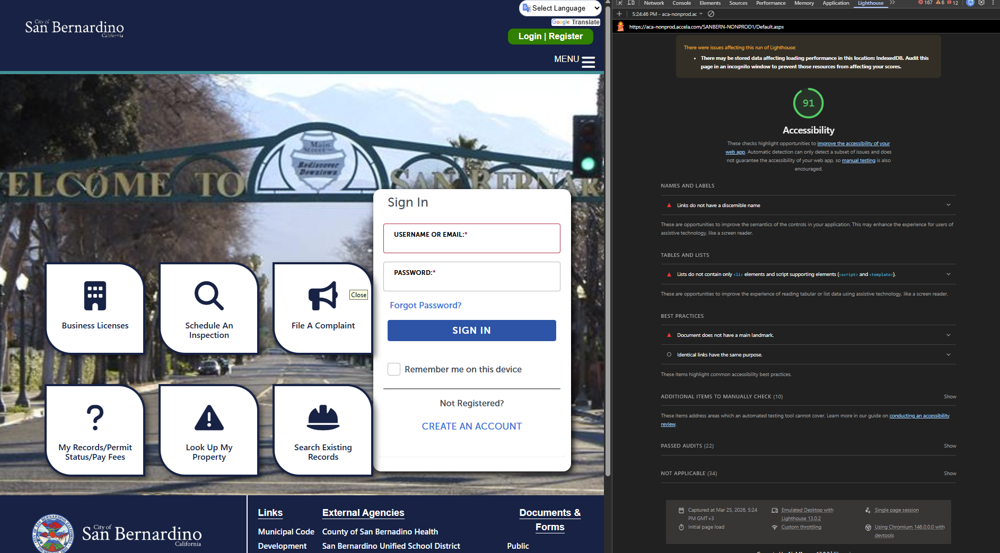 City of
San Bernardino
California
Select Language
Google Translate
Login | Register
MENU
Main
Street
Rediscover
Downtown
ELCOME TO
SAN BERNAR
Sign In
USERNAME OR EMAIL:*
PASSWORD:*
Forgot Password?
SIGN IN
Remember me on this device
Not Registered?
CREATE AN ACCOUNT
Business Licenses
Schedule An
Inspection
File A Complaint
Close
My Records/Permit
Status/Pay Fees
Look Up My
Property
Search Existing
Records
City of
San Bernardino
California
Links
Municipal Code
Development
External Agencies
County of San Bernadino Health
San Bernardino Unified School District
Documents &
Forms
Public
Network
Console
Elements
Sources
Performance
Memory
Application
Lighthouse
167
6
12
5:24:46 PM - aca-nonprod.ac
https://aca-nonprod.accela.com/SANBERN-NONPROD1/Default.aspx
There were issues affecting this run of Lighthouse:
• There may be stored data affecting loading performance in this location: IndexedDB. Audit this
page in an incognito window to prevent those resources from affecting your scores.
91
Accessibility
These checks highlight opportunities to improve the accessibility of your
web app. Automatic detection can only detect a subset of issues and does
not guarantee the accessibility of your web app, so manual testing is also
encouraged.
NAMES AND LABELS
Links do not have a discernible name
These are opportunities to improve the semantics of the controls in your application. This may enhance the experience for users of
assistive technology, like a screen reader.
TABLES AND LISTS
Lists do not contain only <li> elements and script supporting elements (<script> and <template>).
These are opportunities to improve the experience of reading tabular or list data using assistive technology, like a screen reader.
BEST PRACTICES
Document does not have a main landmark.
Identical links have the same purpose.
These items highlight common accessibility best practices.
ADDITIONAL ITEMS TO MANUALLY CHECK (10)
Show
These items address areas which an automated testing tool cannot cover. Learn more in our guide on conducting an accessibility
review.
PASSED AUDITS (22)
Show
NOT APPLICABLE (34)
Show
Captured at Mar 25, 2026, 5:24
PM GMT+3
Initial page load
Emulated Desktop with
Lighthouse 13.0.2
Custom throttling
Single page session
Using Chromium 146.0.0.0 with
devtools